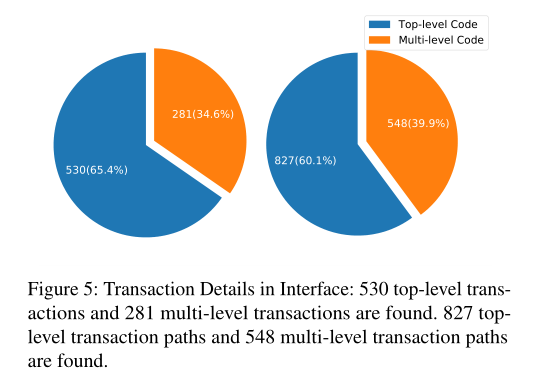 Top-level Code
Multi-level Code
281(34.6%)
530(65.4%)
548(39.9%)
827(60.1%)
Figure 5: Transaction Details in Interface: 530 top-level trans-
actions and 281 multi-level transactions are found. 827 top-
level transaction paths and 548 multi-level transaction paths
are found.